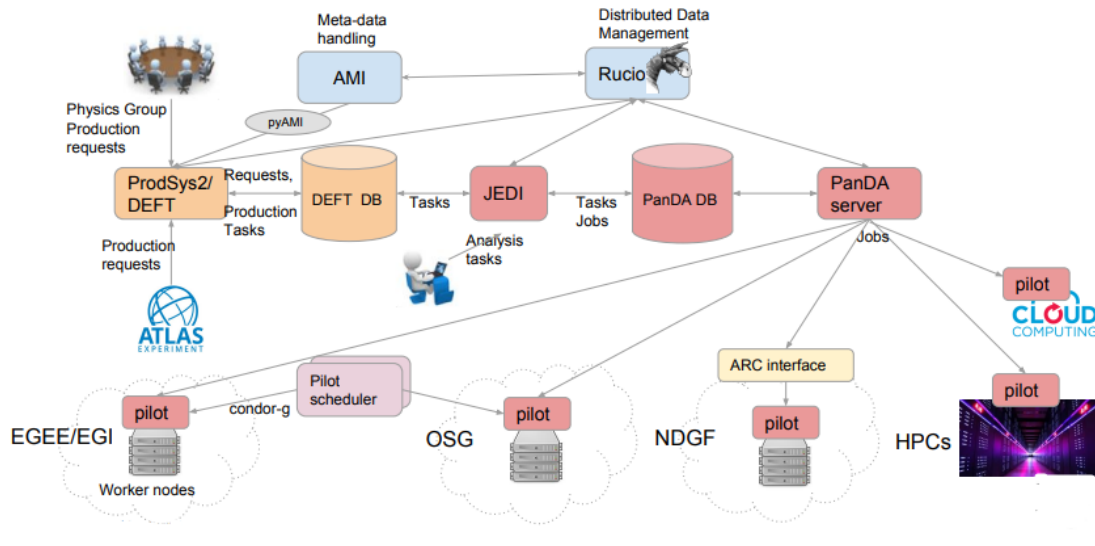 Meta-data
handling
Distributed Data
Management
AMI
Rucio
Physics Group
Production
requests
pyAMI
ProdSys2/
DEFT
Requests,
Production
Tasks
DEFT DB
Tasks
JEDI
Tasks
Jobs
PanDA DB
PanDA
server
Production
requests
Analysis
tasks
Jobs
ATLAS
EXPERIMENT
pilot
CLOUD
COMPUTING
Pilot
scheduler
ARC interface
condor-g
pilot
pilot
pilot
pilot
EGEE/EGI
OSG
NDGF
HPCs
Worker nodes